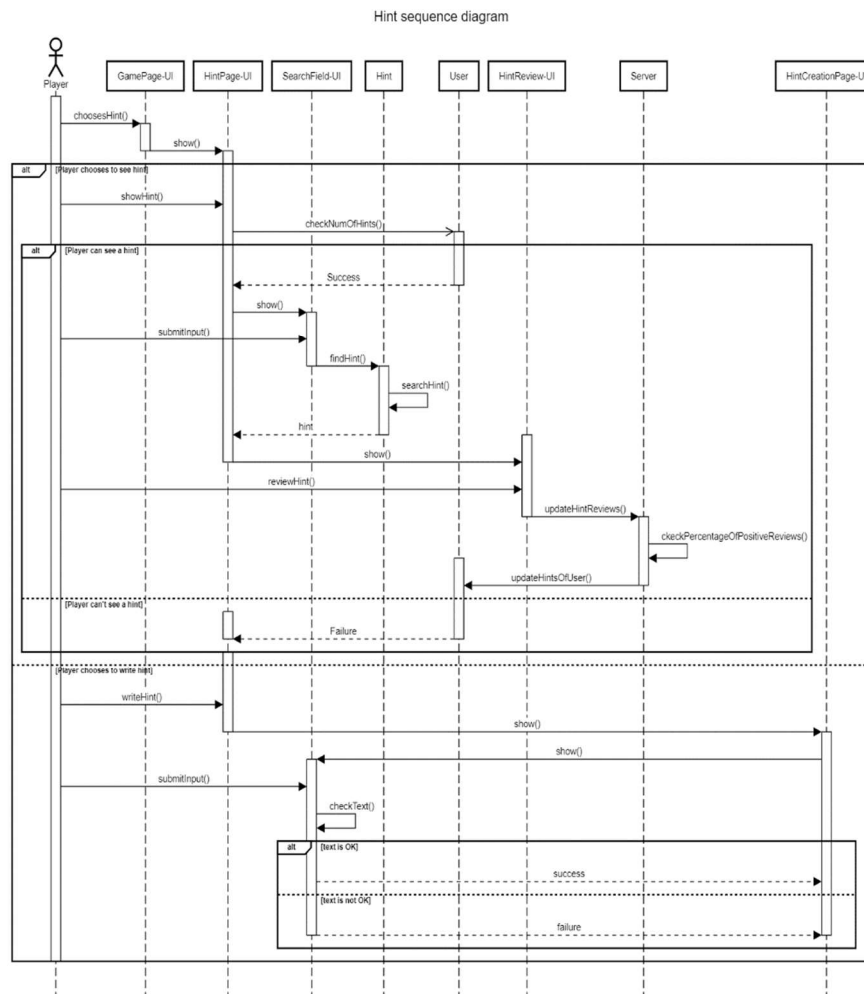 Hint sequence diagram
Player
GamePage-UI
HintPage-UI
SearchField-UI
Hint
User
HintReview-UI
Server
HintCreationPage-U
choosesHint()
show()
alt
[Player chooses to see hint]
showHint()
checkNumOfHints()
alt
[Player can see a hint]
Success
show()
submitInput()
findHint()
searchHint()
hint
show()
reviewHint()
updateHintReviews()
ckeckPercentageOfPositiveReviews()
updateHintsOfUser()
[Player can't see a hint]
Failure
[Player chooses to write hint]
writeHint()
show()
show()
submitInput()
checkText()
alt
[text is OK]
success
[text is not OK]
failure